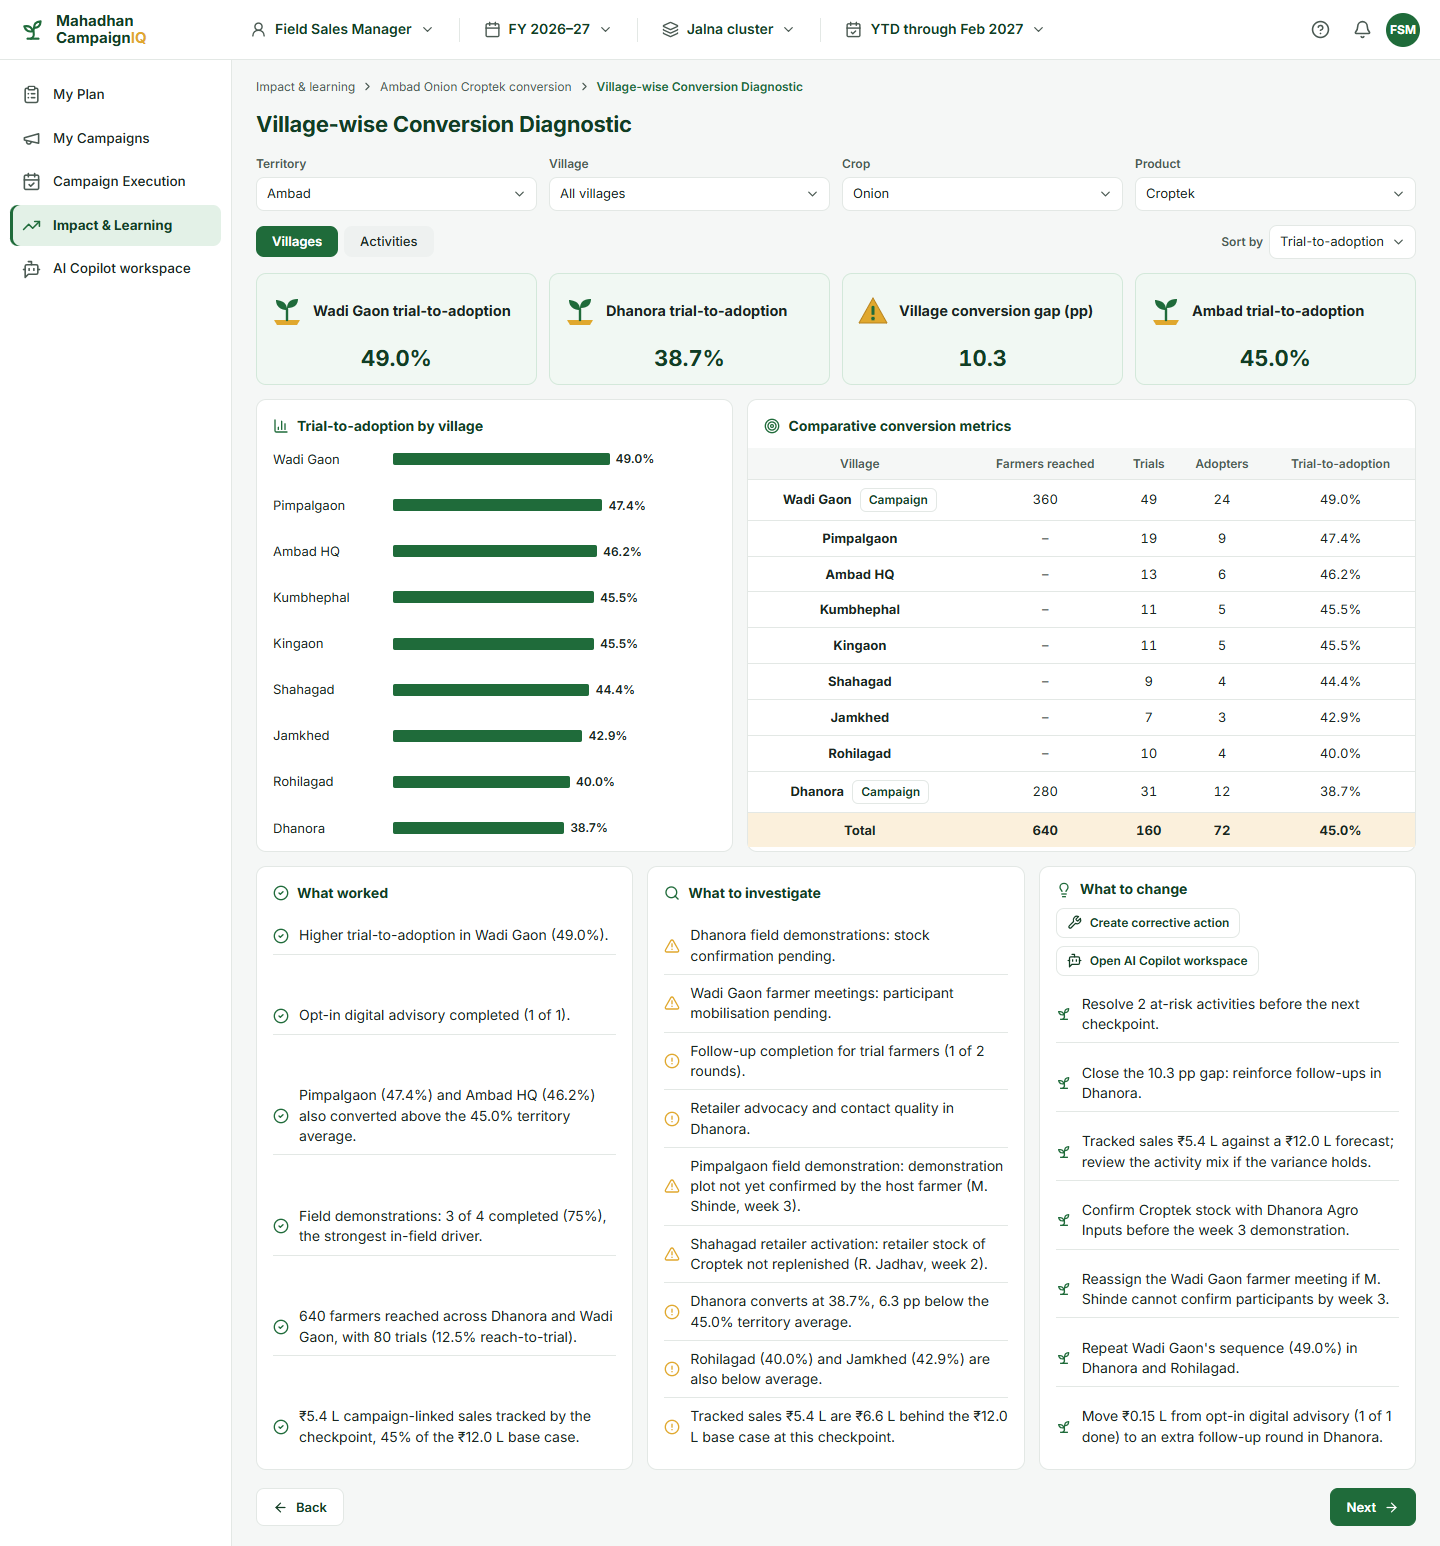 Mahadhan
CampaignIQ
Field Sales Manager
FY 2026–27
Jalna cluster
YTD through Feb 2027
FSM
My Plan
My Campaigns
Campaign Execution
Impact & Learning
AI Copilot workspace
Impact & learning > Ambad Onion Croptek conversion > Village-wise Conversion Diagnostic
Village-wise Conversion Diagnostic
Territory
Village
Crop
Product
Ambad
All villages
Onion
Croptek
Villages
Activities
Sort by
Trial-to-adoption
Wadi Gaon trial-to-adoption
49.0%
Dhanora trial-to-adoption
38.7%
Village conversion gap (pp)
10.3
Ambad trial-to-adoption
45.0%
Trial-to-adoption by village
Wadi Gaon 49.0%
Pimpalgaon 47.4%
Ambad HQ 46.2%
Kumbhephal 45.5%
Kingaon 45.5%
Shahagad 44.4%
Jamkhed 42.9%
Rohilagad 40.0%
Dhanora 38.7%
Comparative conversion metrics
Village Farmers reached Trials Adopters Trial-to-adoption
Wadi Gaon Campaign 360 49 24 49.0%
Pimpalgaon – 19 9 47.4%
Ambad HQ – 13 6 46.2%
Kumbhephal – 11 5 45.5%
Kingaon – 11 5 45.5%
Shahagad – 9 4 44.4%
Jamkhed – 7 3 42.9%
Rohilagad – 10 4 40.0%
Dhanora Campaign 280 31 12 38.7%
Total 640 160 72 45.0%
What worked
Higher trial-to-adoption in Wadi Gaon (49.0%).
Opt-in digital advisory completed (1 of 1).
Pimpalgaon (47.4%) and Ambad HQ (46.2%)
also converted above the 45.0% territory
average.
Field demonstrations: 3 of 4 completed (75%),
the strongest in-field driver.
640 farmers reached across Dhanora and Wadi
Gaon, with 80 trials (12.5% reach-to-trial).
₹5.4 L campaign-linked sales tracked by the
checkpoint, 45% of the ₹12.0 L base case.
What to investigate
Dhanora field demonstrations: stock
confirmation pending.
Wadi Gaon farmer meetings: participant
mobilisation pending.
Follow-up completion for trial farmers (1 of 2
rounds).
Retailer advocacy and contact quality in
Dhanora.
Pimpalgaon field demonstration: demonstration
plot not yet confirmed by the host farmer (M.
Shinde, week 3).
Shahagad retailer activation: retailer stock of
Croptek not replenished (R. Jadhav, week 2).
Dhanora converts at 38.7%, 6.3 pp below the
45.0% territory average.
Rohilagad (40.0%) and Jamkhed (42.9%) are
also below average.
Tracked sales ₹5.4 L are ₹6.6 L behind the ₹12.0
L base case at this checkpoint.
What to change
Create corrective action
Open AI Copilot workspace
Resolve 2 at-risk activities before the next
checkpoint.
Close the 10.3 pp gap: reinforce follow-ups in
Dhanora.
Tracked sales ₹5.4 L against a ₹12.0 L forecast;
review the activity mix if the variance holds.
Confirm Croptek stock with Dhanora Agro
Inputs before the week 3 demonstration.
Reassign the Wadi Gaon farmer meeting if M.
Shinde cannot confirm participants by week 3.
Repeat Wadi Gaon's sequence (49.0%) in
Dhanora and Rohilagad.
Move ₹0.15 L from opt-in digital advisory (1 of 1
done) to an extra follow-up round in Dhanora.
Back
Next